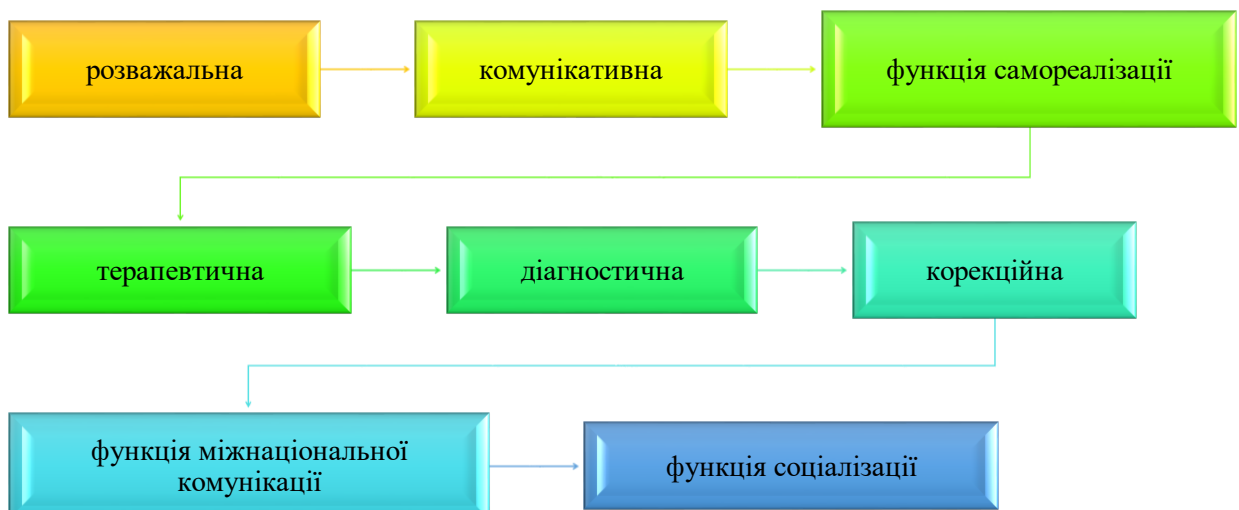 розважальна
комунікативна
функція самореалізації
терапевтична
діагностична
корекційна
функція міжнаціональної
комунікації
функція соціалізації